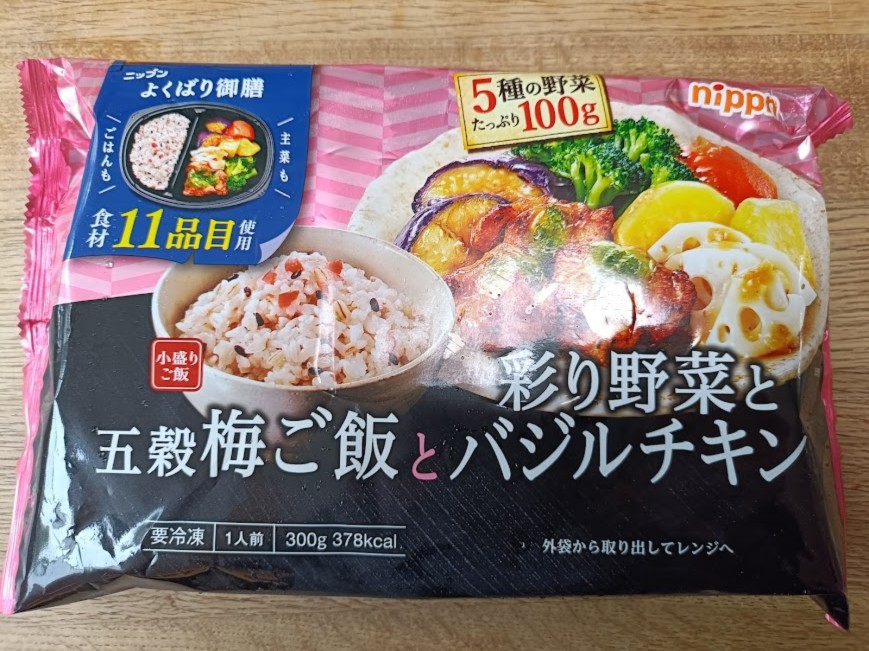 ニップン
よくばり御膳
ごはんも
主菜も
食材11品目使用
5種の野菜
たっぷり100g
nippn
小盛り
ご飯
彩り野菜と
五穀梅ご飯とバジルチキン
要冷凍 1人前 300g 378kcal
外袋から取り出してレンジへ